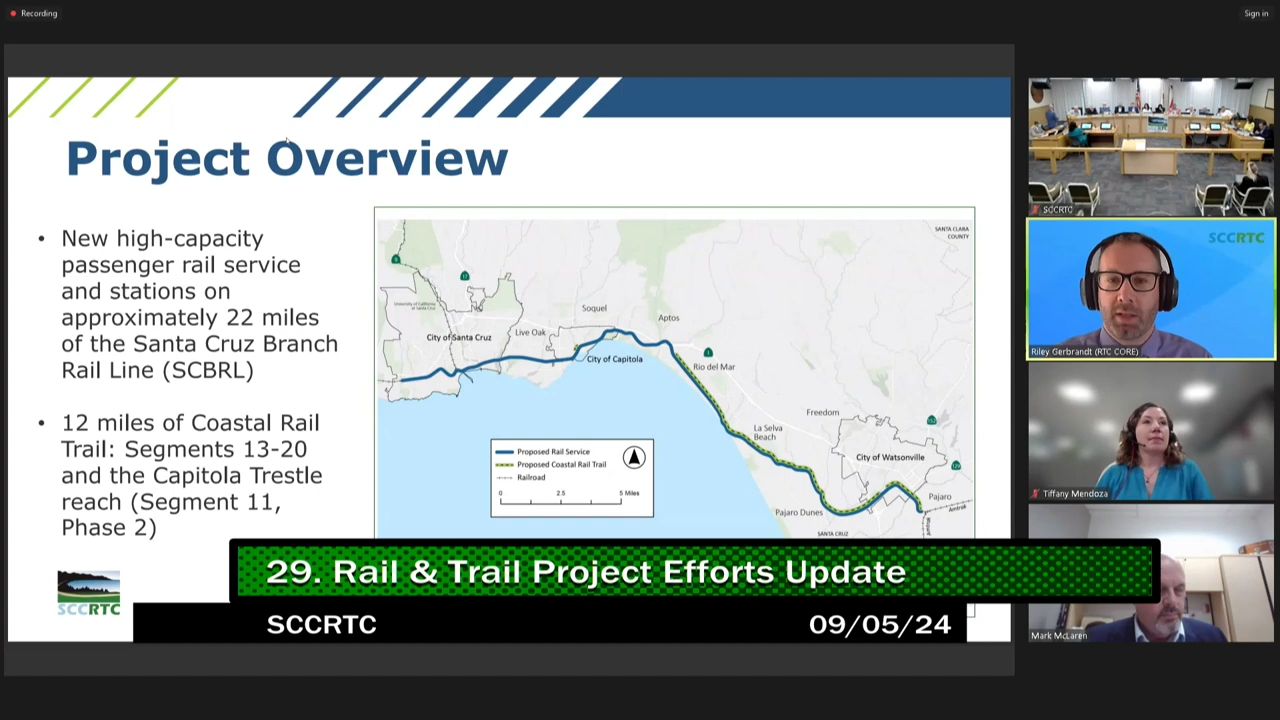 Recording
Sign in
Project Overview
• New high-capacity
passenger rail service
and stations on
approximately 22 miles
of the Santa Cruz Branch
Rail Line (SCBRL)
• 12 miles of Coastal Rail
Trail: Segments 13-20
and the Capitola Trestle
reach (Segment 11,
Phase 2)
SANTA CLARA
COUNTY
9
17
University of California
at Santa Cruz
City of Santa Cruz
Live Oak
Soquel
Aptos
City of Capitola
1
Rio del Mar
La Selva
Beach
Freedom
152
City of Watsonville
129
Pajaro
Amtrak
Pajaro Dunes
SANTA CRUZ
Proposed Rail Service
Proposed Coastal Rail Trail
Railroad
0 2.5 5 Miles
SCCRTC
29. Rail & Trail Project Efforts Update
SCCRTC
09/05/24
SCCRTC
SCCRTC
Riley Gerbrandt (RTC CORE)
Tiffany Mendoza
Mark McLaren